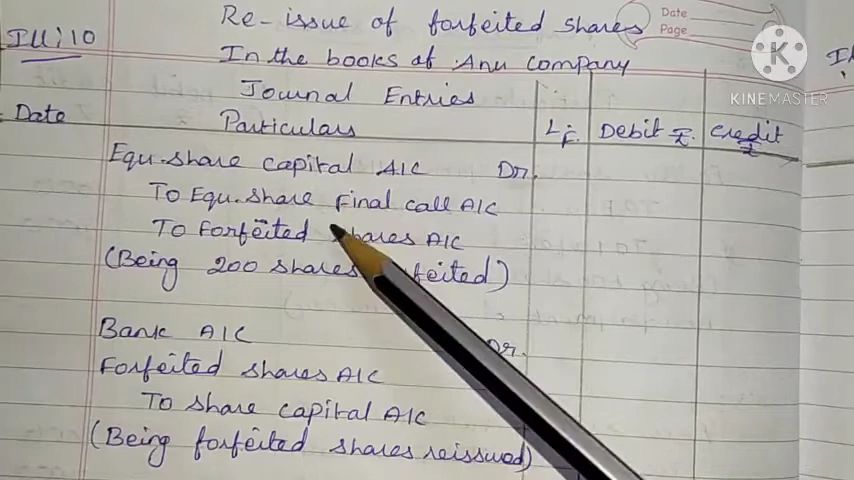 Re-issue of forfeited shares
Date
Page
Ill:10
In the books of Anu Company
K
KINEMASTER
Journal Entries
Date
Particulars
L.F.
Debit ₹.
Credit ₹
Equ. share capital A/C Dr.
To Equ. share Final call A/C
To Forfeited shares A/C
(Being 200 shares feited)
Bank A/C Dr.
Forfeited shares A/C
To share capital A/C
(Being forfeited shares reissued)